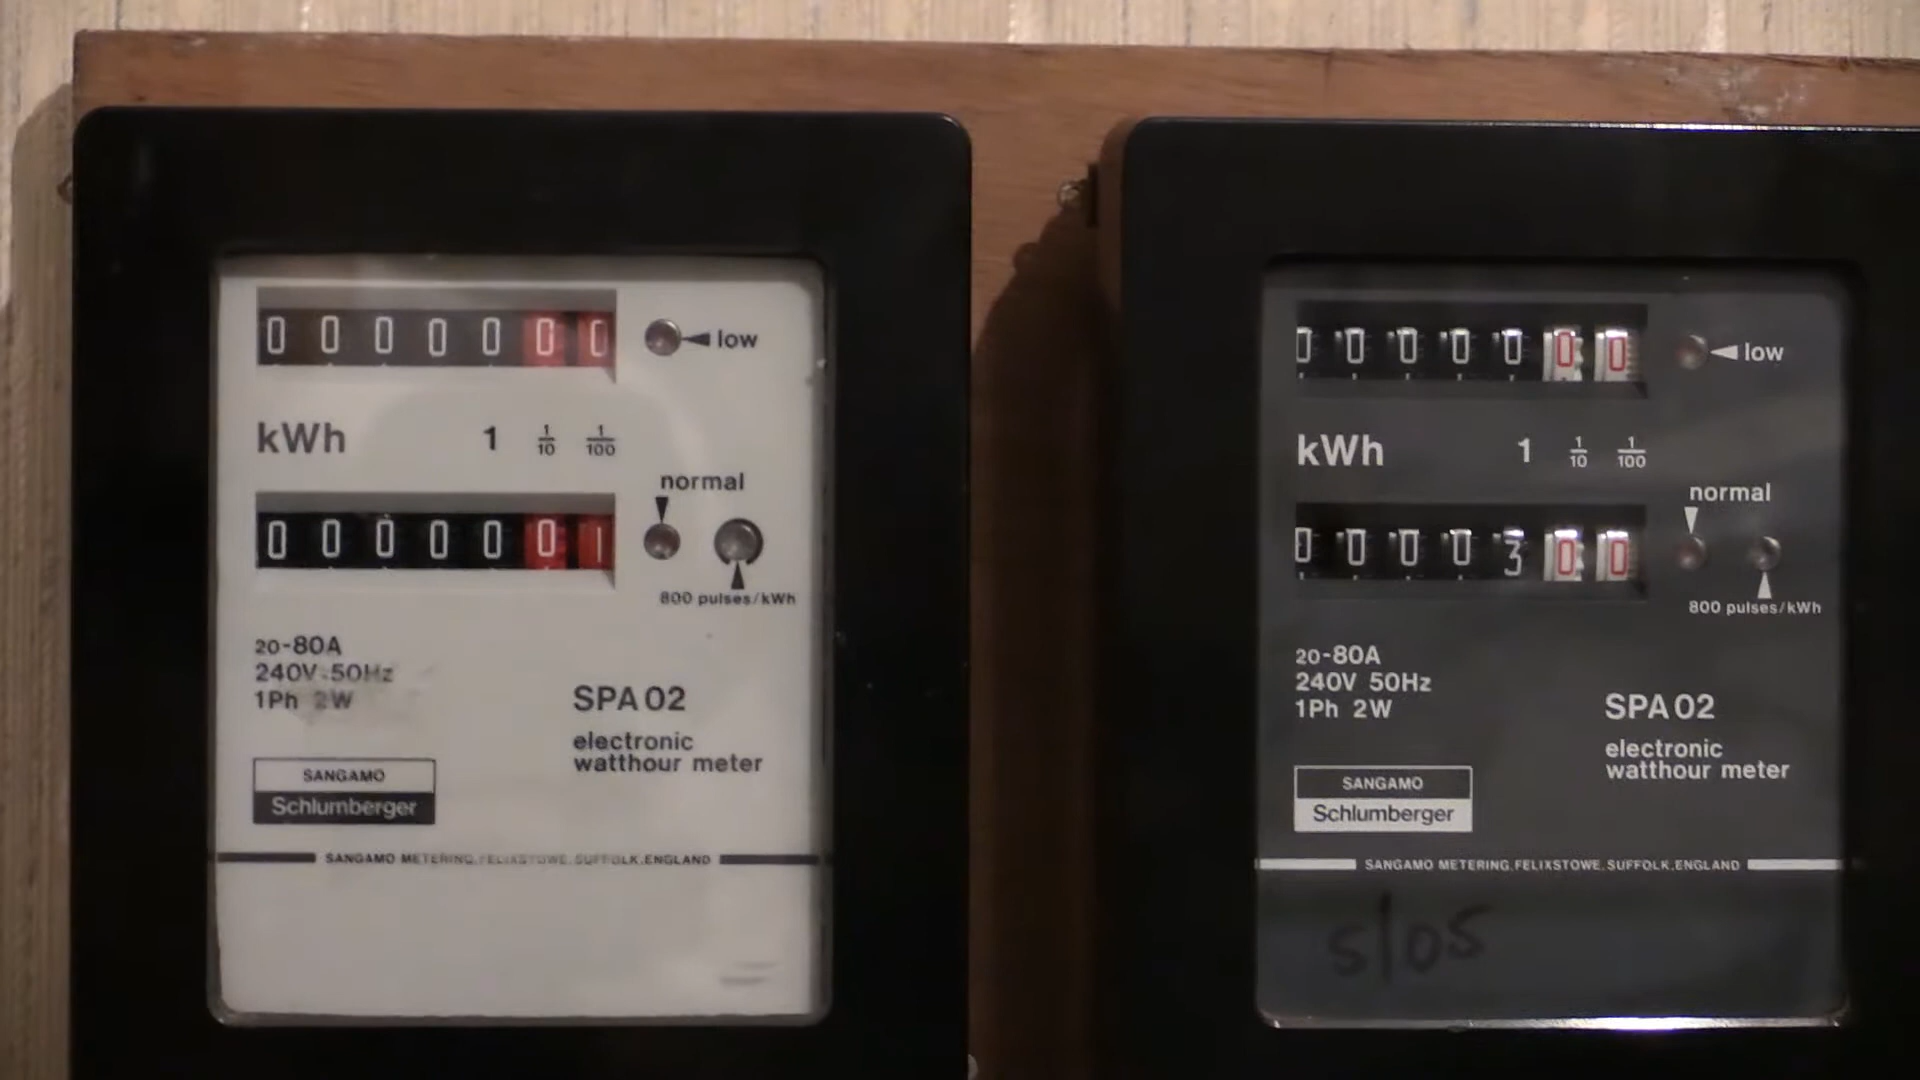 0000000
low
kWh 1 1/10 1/100
normal
0000001
800 pulses/kWh
20-80A
240V 50Hz
1Ph 2W
SPA 02
electronic
watthour meter
SANGAMO
Schlumberger
SANGAMO METERING,FELIXSTOWE,SUFFOLK,ENGLAND
0000000
low
kWh 1 1/10 1/100
normal
0000300
800 pulses/kWh
20-80A
240V 50Hz
1Ph 2W
SPA 02
electronic
watthour meter
SANGAMO
Schlumberger
SANGAMO METERING,FELIXSTOWE,SUFFOLK,ENGLAND
S/05